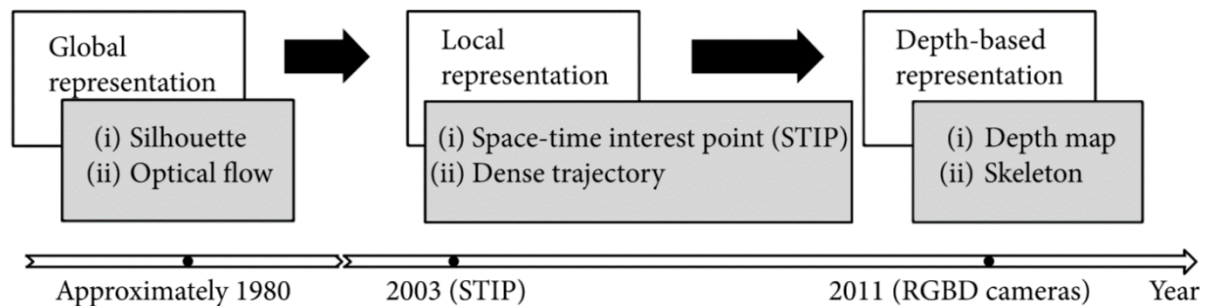 Global
representation
(i) Silhouette
(ii) Optical flow
Local
representation
(i) Space-time interest point (STIP)
(ii) Dense trajectory
Depth-based
representation
(i) Depth map
(ii) Skeleton
Approximately 1980
2003 (STIP)
2011 (RGBD cameras)
Year